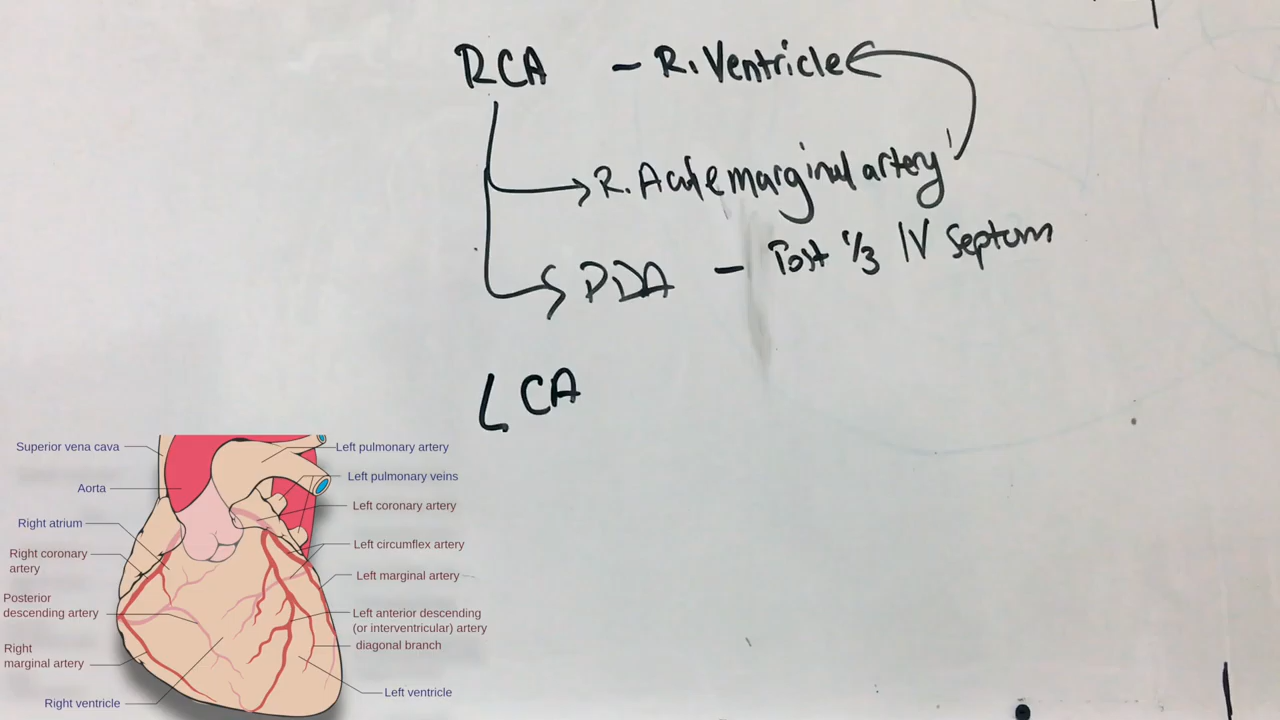 RCA - R. Ventricle
R. Acute marginal artery
PDA - Post 1/3 IV Septum
LCA
Superior vena cava
Aorta
Right atrium
Right coronary
artery
Posterior
descending artery
Right
marginal artery
Right ventricle
Left pulmonary artery
Left pulmonary veins
Left coronary artery
Left circumflex artery
Left marginal artery
Left anterior descending
(or interventricular) artery
diagonal branch
Left ventricle